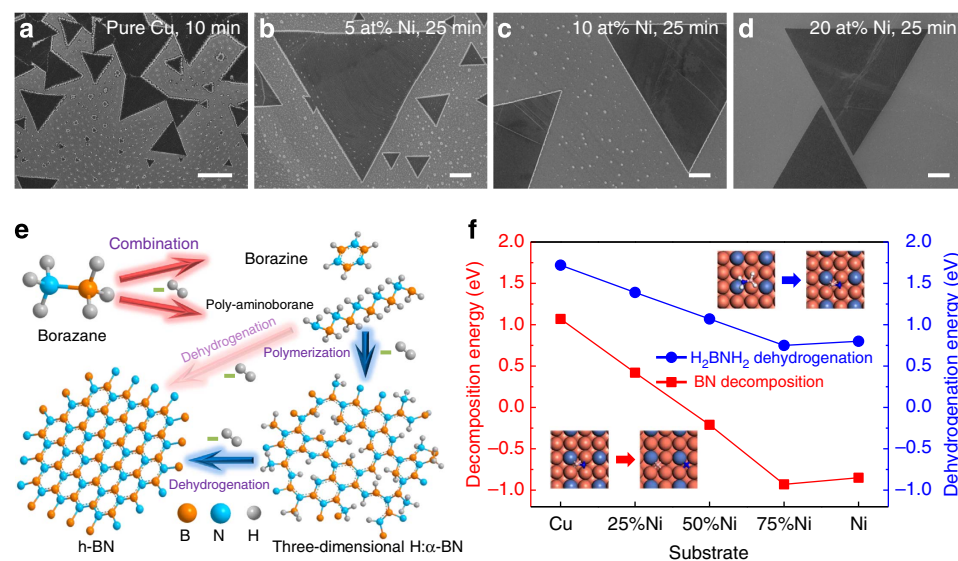 a
Pure Cu, 10 min
b
5 at% Ni, 25 min
c
10 at% Ni, 25 min
d
20 at% Ni, 25 min
e
Combination
Borazine
Borazane
Poly-aminoborane
Dehydrogenation
Polymerization
Dehydrogenation
B
N
H
h-BN
Three-dimensional H:α-BN
f
Decomposition energy (eV)
2.0
1.5
1.0
0.5
0.0
−0.5
−1.0
H2BNH2 dehydrogenation
BN decomposition
2.0
1.5
1.0
0.5
0.0
−0.5
−1.0
Dehydrogenation energy (eV)
Cu
25%Ni
50%Ni
75%Ni
Ni
Substrate